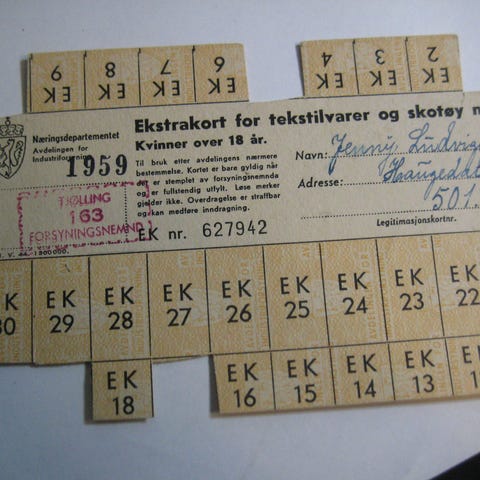 9 8 7 6 4 3 2
EK EK EK EK EK EK EK
Næringsdepartementet
Avdelingen for
Industriforsyning
1959
TJØLLING
163
FORSYNINGSNEMND
Ekstrakort for tekstilvarer og skotøy
Kvinner over 18 år.
Til bruk etter avdelingens nærmere
bestemmelse. Kortet er bare gyldig når
det er stemplet av forsyningsnemnda
og er fullstendig utfylt. Løse merker
gjelder ikke. Overdragelse er straffbar
og kan medføre inndragning.
EK nr. 627942
Navn: Jenny
Adresse:
501.
Legitimasjonskortnr.
EK EK EK EK EK EK EK EK EK
30 29 28 27 26 25 24 23 22
EK EK EK EK EK
18 16 15 14 13